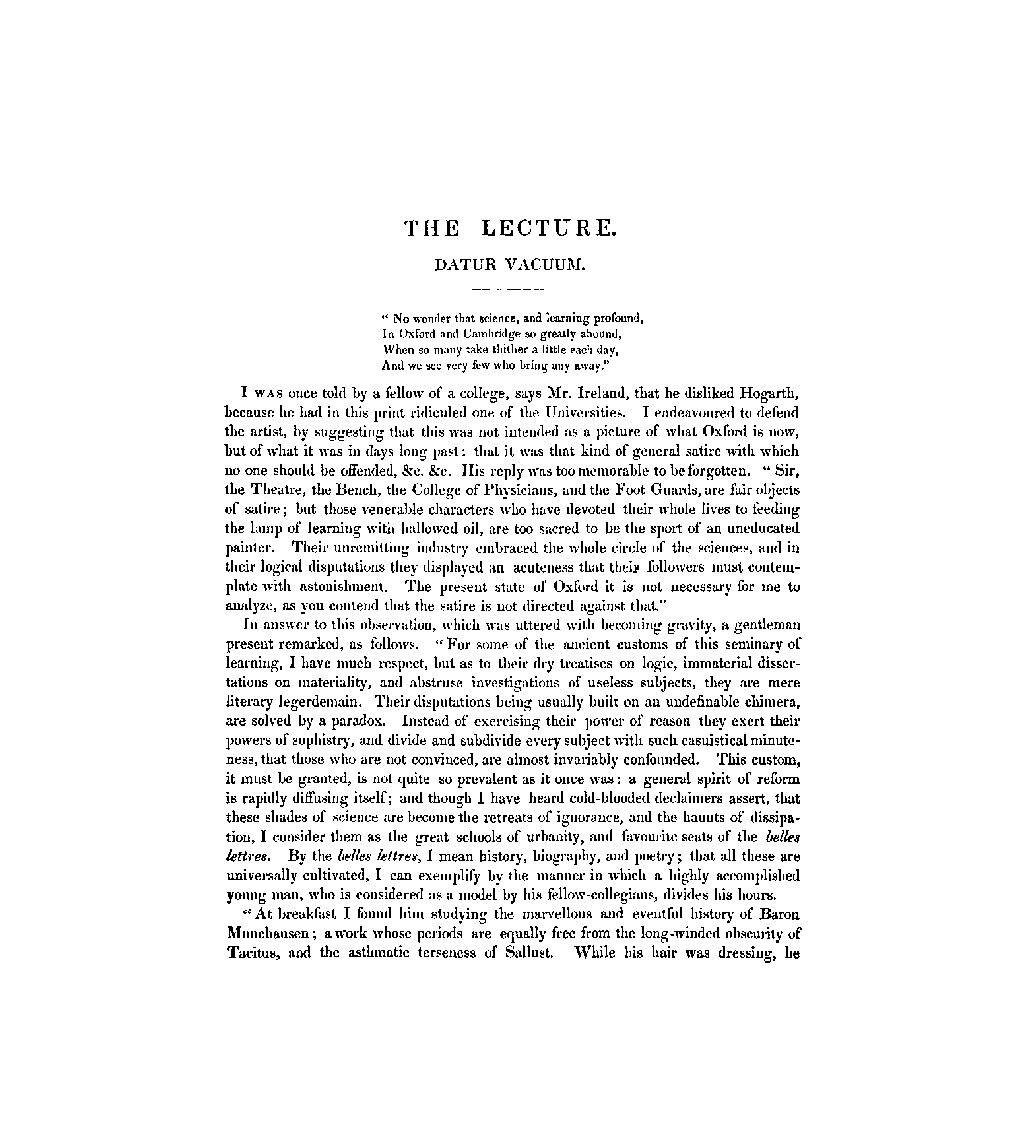 THE LECTURE.
DATUR VACUUM.
" No wonder that science, and learning profound,
In Oxford and Cambridge so greatly abound,
When so many take thither a little each day,
And we see very few who bring any away."
I WAS once told by a fellow of a college, says Mr. Ireland, that he disliked Hogarth,
because he had in this print ridiculed one of the Universities. I endeavoured to defend
the artist, by suggesting that this was not intended as a picture of what Oxford is now,
but of what it was in days long past: that it was that kind of general satire with which
no one should be offended, &c. &c. His reply was too memorable to be forgotten. " Sir,
the Theatre, the Bench, the College of Physicians, and the Foot Guards, are fair objects
of satire; but those venerable characters who have devoted their whole lives to feeding
the lamp of learning with hallowed oil, are too sacred to be the sport of an uneducated
painter. Their unremitting industry embraced the whole circle of the sciences, and in
their logical disputations they displayed an acuteness that their followers must contem-
plate with astonishment. The present state of Oxford it is not necessary for me to
analyze, as you contend that the satire is not directed against that."
In answer to this observation, which was uttered with becoming gravity, a gentleman
present remarked, as follows. " For some of the ancient customs of this seminary of
learning, I have much respect, but as to their dry treatises on logic, immaterial disser-
tations on materiality, and abstruse investigations of useless subjects, they are mere
literary legerdemain. Their disputations being usually built on an undefinable chimera,
are solved by a paradox. Instead of exercising their power of reason they exert their
powers of sophistry, and divide and subdivide every subject with such casuistical minute-
ness, that those who are not convinced, are almost invariably confounded. This custom,
it must be granted, is not quite so prevalent as it once was: a general spirit of reform
is rapidly diffusing itself; and though I have heard cold-blooded declaimers assert, that
these shades of science are become the retreats of ignorance, and the haunts of dissipa-
tion, I consider them as the great schools of urbanity, and favourite seats of the belles
lettres. By the belles lettres, I mean history, biography, and poetry; that all these are
universally cultivated, I can exemplify by the manner in which a highly accomplished
young man, who is considered as a model by his fellow-collegians, divides his hours.
" At breakfast I found him studying the marvellous and eventful history of Baron
Munchausen; a work whose periods are equally free from the long-winded obscurity of
Tacitus, and the asthmatic terseness of Sallust. While his hair was dressing, he